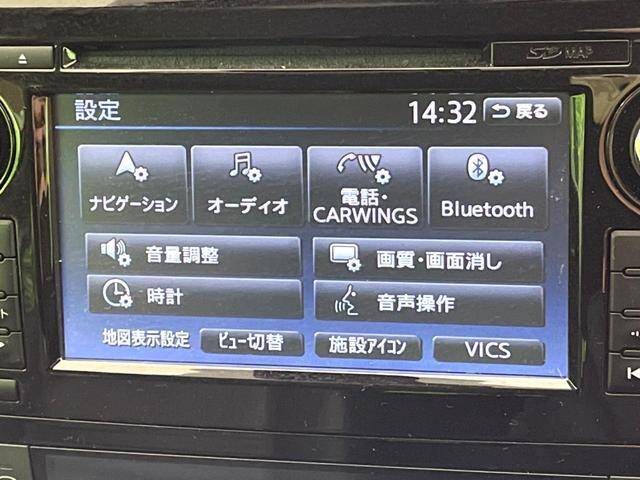 SD MAP
設定
14:32
戻る
ナビゲーション
オーディオ
電話・
CARWINGS
Bluetooth
音量調整
画質・画面消し
時計
音声操作
地図表示設定
ビュー切替
施設アイコン
VICS